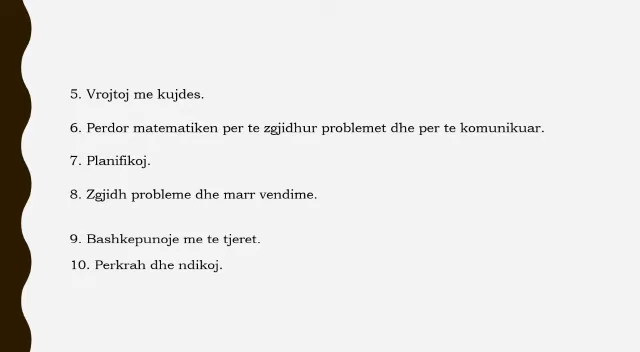 5. Vrojtoj me kujdes.
6. Perdor matematiken per te zgjidhur problemet dhe per te komunikuar.
7. Planifikoj.
8. Zgjidh probleme dhe marr vendime.
9. Bashkepunoje me te tjeret.
10. Perkrah dhe ndikoj.